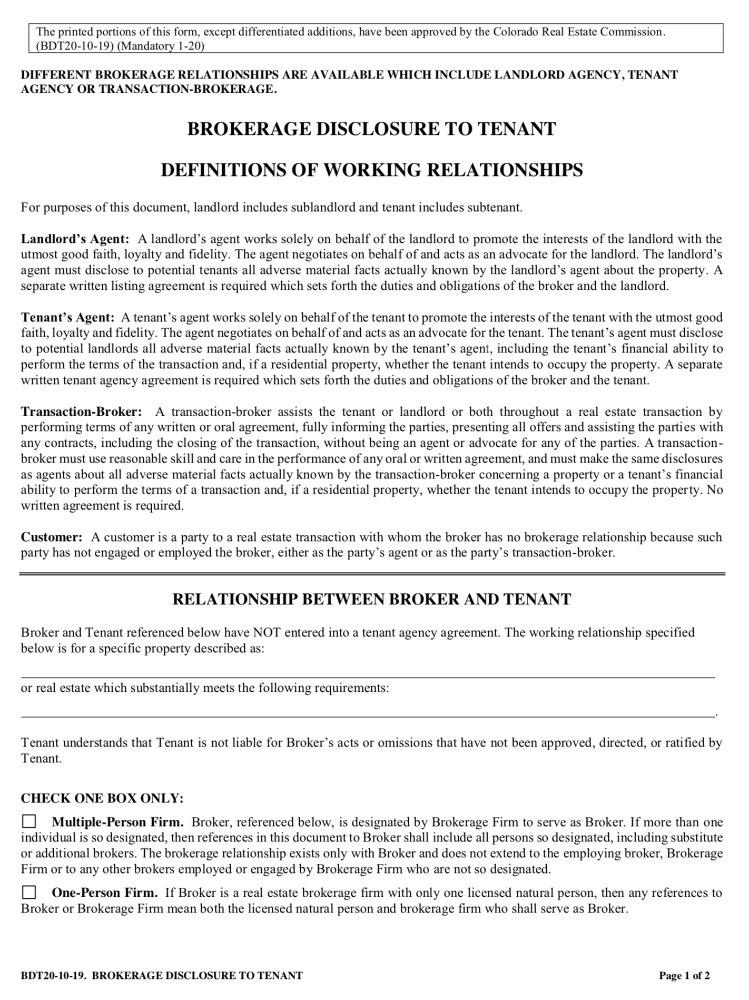 The printed portions of this form, except differentiated additions, have been approved by the Colorado Real Estate Commission.
(BDT20-10-19) (Mandatory 1-20)
DIFFERENT BROKERAGE RELATIONSHIPS ARE AVAILABLE WHICH INCLUDE LANDLORD AGENCY, TENANT
AGENCY OR TRANSACTION-BROKERAGE.
BROKERAGE DISCLOSURE TO TENANT
DEFINITIONS OF WORKING RELATIONSHIPS
For purposes of this document, landlord includes sublandlord and tenant includes subtenant.
Landlord’s Agent: A landlord’s agent works solely on behalf of the landlord to promote the interests of the landlord with the
utmost good faith, loyalty and fidelity. The agent negotiates on behalf of and acts as an advocate for the landlord. The landlord’s
agent must disclose to potential tenants all adverse material facts actually known by the landlord’s agent about the property. A
separate written listing agreement is required which sets forth the duties and obligations of the broker and the landlord.
Tenant’s Agent: A tenant’s agent works solely on behalf of the tenant to promote the interests of the tenant with the utmost good
faith, loyalty and fidelity. The agent negotiates on behalf of and acts as an advocate for the tenant. The tenant’s agent must disclose
to potential landlords all adverse material facts actually known by the tenant’s agent, including the tenant’s financial ability to
perform the terms of the transaction and, if a residential property, whether the tenant intends to occupy the property. A separate
written tenant agency agreement is required which sets forth the duties and obligations of the broker and the tenant.
Transaction-Broker: A transaction-broker assists the tenant or landlord or both throughout a real estate transaction by
performing terms of any written or oral agreement, fully informing the parties, presenting all offers and assisting the parties with
any contracts, including the closing of the transaction, without being an agent or advocate for any of the parties. A transaction-
broker must use reasonable skill and care in the performance of any oral or written agreement, and must make the same disclosures
as agents about all adverse material facts actually known by the transaction-broker concerning a property or a tenant’s financial
ability to perform the terms of a transaction and, if a residential property, whether the tenant intends to occupy the property. No
written agreement is required.
Customer: A customer is a party to a real estate transaction with whom the broker has no brokerage relationship because such
party has not engaged or employed the broker, either as the party’s agent or as the party’s transaction-broker.
RELATIONSHIP BETWEEN BROKER AND TENANT
Broker and Tenant referenced below have NOT entered into a tenant agency agreement. The working relationship specified
below is for a specific property described as:
or real estate which substantially meets the following requirements:
.
Tenant understands that Tenant is not liable for Broker’s acts or omissions that have not been approved, directed, or ratified by
Tenant.
CHECK ONE BOX ONLY:
Multiple-Person Firm. Broker, referenced below, is designated by Brokerage Firm to serve as Broker. If more than one
individual is so designated, then references in this document to Broker shall include all persons so designated, including substitute
or additional brokers. The brokerage relationship exists only with Broker and does not extend to the employing broker, Brokerage
Firm or to any other brokers employed or engaged by Brokerage Firm who are not so designated.
One-Person Firm. If Broker is a real estate brokerage firm with only one licensed natural person, then any references to
Broker or Brokerage Firm mean both the licensed natural person and brokerage firm who shall serve as Broker.
BDT20-10-19. BROKERAGE DISCLOSURE TO TENANT Page 1 of 2